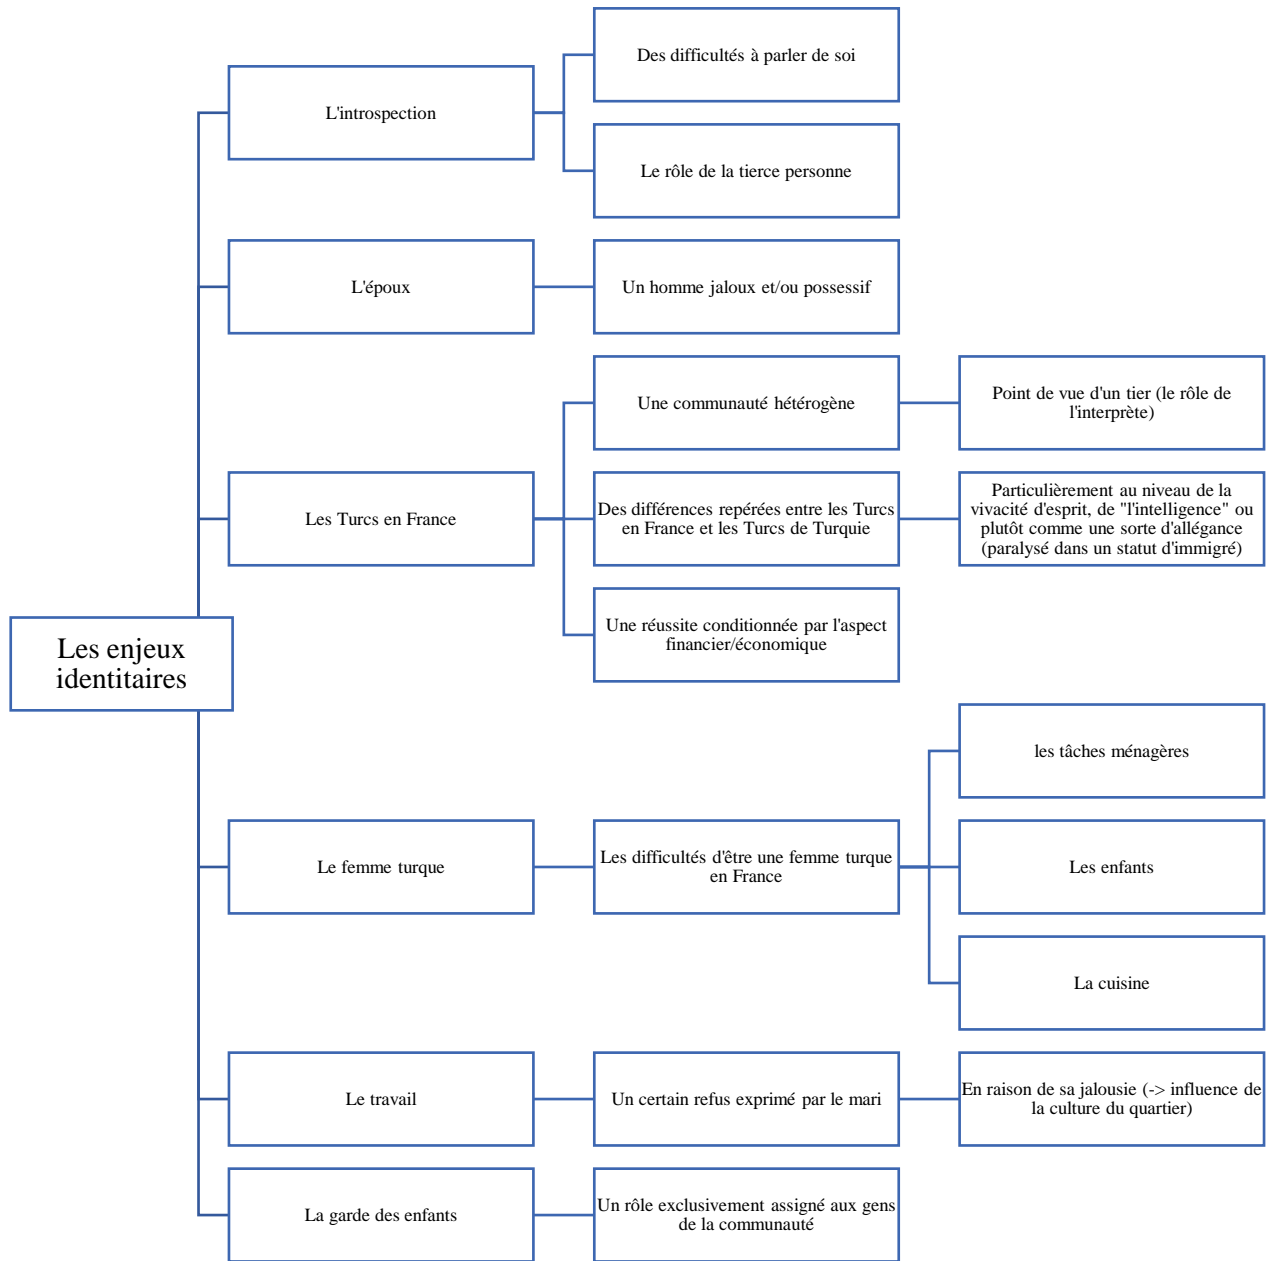 Les enjeux
identitaires
L'introspection
Des difficultés à parler de soi
Le rôle de la tierce personne
L'époux
Un homme jaloux et/ou possessif
Les Turcs en France
Une communauté hétérogène
Point de vue d'un tier (le rôle de
l'interprète)
Des différences repérées entre les Turcs
en France et les Turcs de Turquie
Particulièrement au niveau de la
vivacité d'esprit, de "l'intelligence" ou
plutôt comme une sorte d'allégance
(paralysé dans un statut d'immigré)
Une réussite conditionnée par l'aspect
financier/économique
Le femme turque
Les difficultés d'être une femme turque
en France
les tâches ménagères
Les enfants
La cuisine
Le travail
Un certain refus exprimé par le mari
En raison de sa jalousie (-> influence de
la culture du quartier)
La garde des enfants
Un rôle exclusivement assigné aux gens
de la communauté